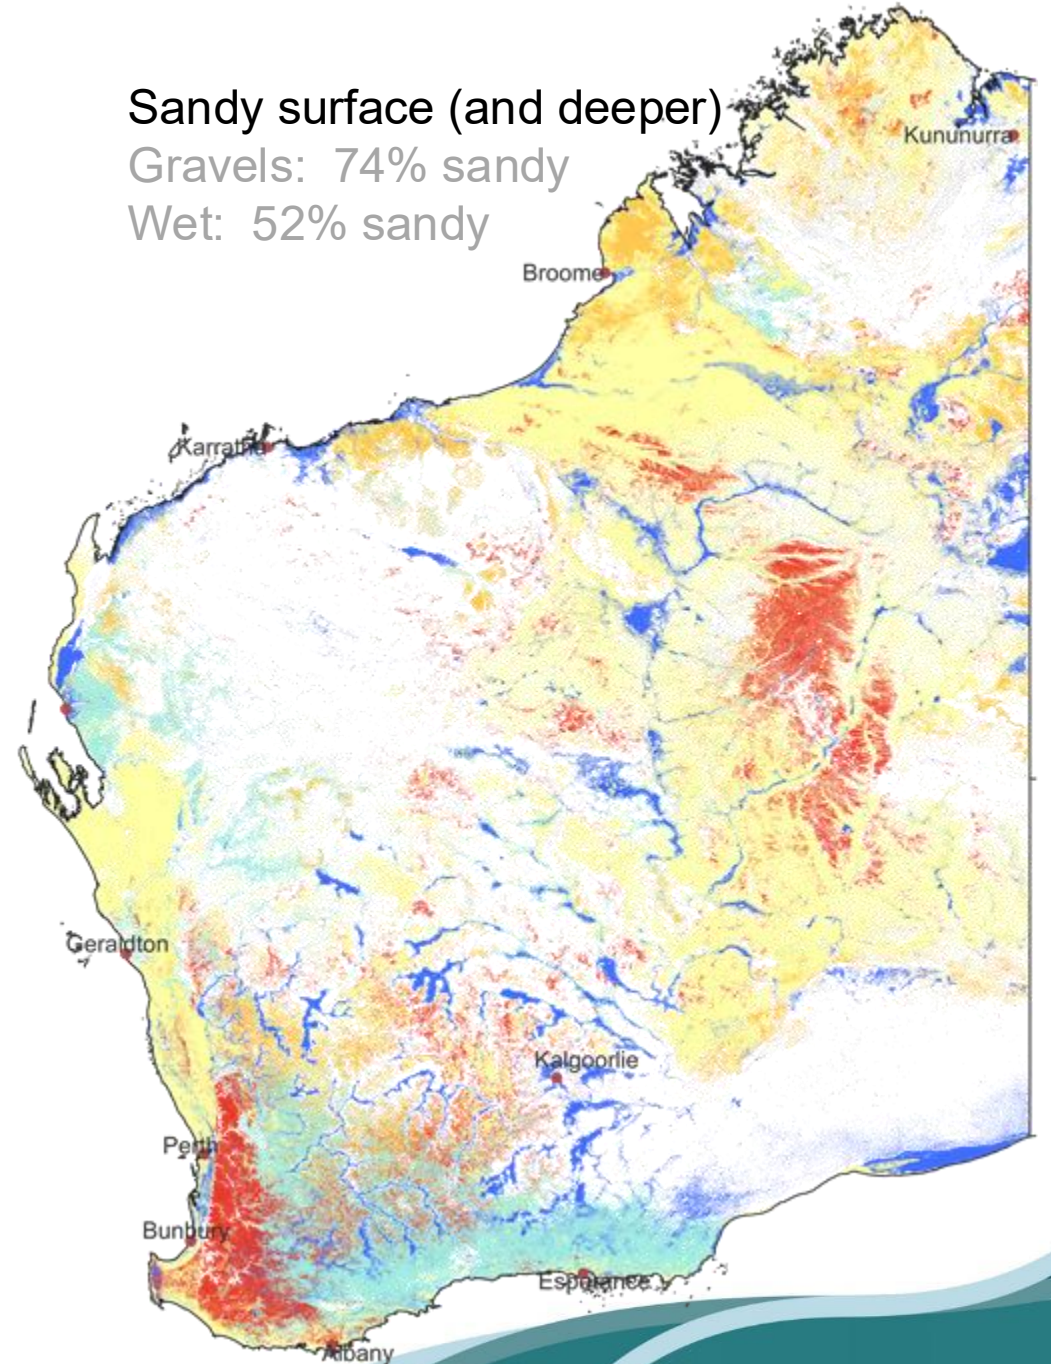 Sandy surface (and deeper)
Gravels:  74% sandy
Wet:  52% sandy
Kununurra
Broome
Karratha
Geraldton
Kalgoorlie
Perth
Bunbury
Esperance
Albany